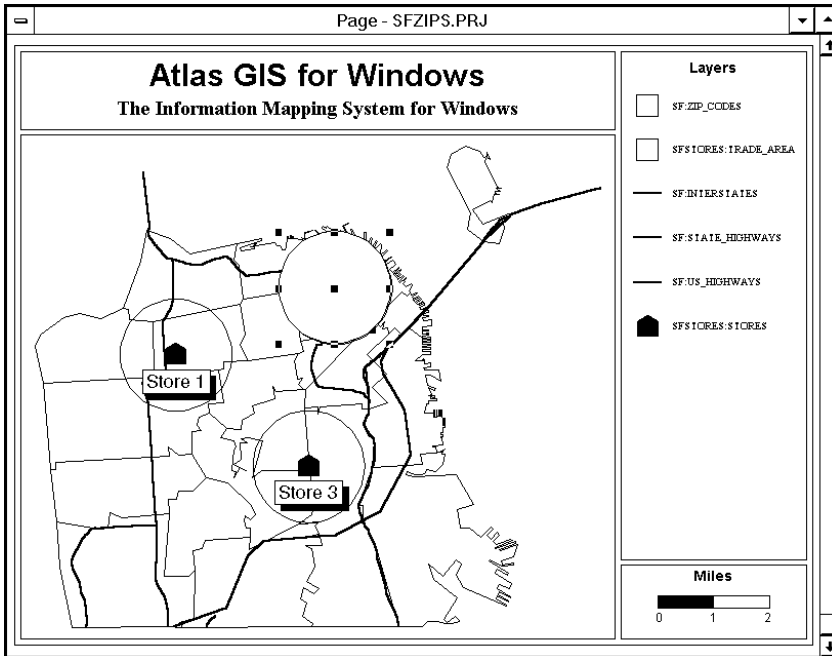 Page - SFZIPS.PRJ
Atlas GIS for Windows
The Information Mapping System for Windows
Layers
SF:ZIP_CODES
SFSTORES:TRADE_AREA
SF:INTERSTATES
SF:STATE_HIGHWAYS
SF:US_HIGHWAYS
SFSTORES:STORES
Store 1
Store 3
Miles
0 1 2